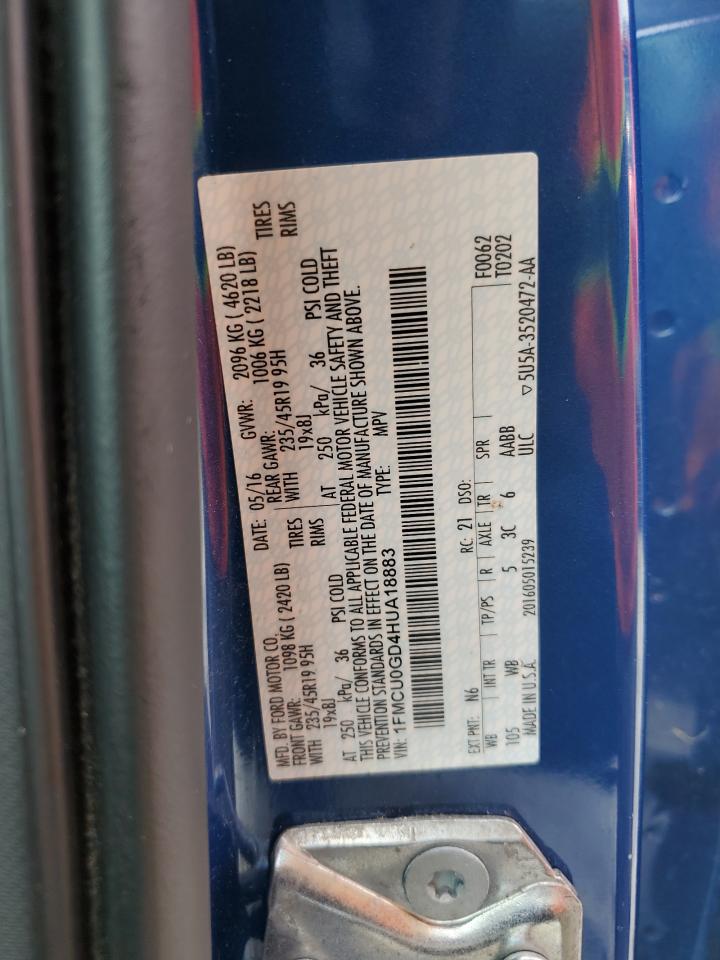 MFD. BY FORD MOTOR CO. DATE: 05/16 GVWR: 2096 KG ( 4620 LB)
FRONT GAWR: 1098 KG ( 2420 LB) REAR GAWR: 1006 KG ( 2218 LB)
WITH 235/45R19 95H TIRES WITH 235/45R19 95H TIRES
19x8J RIMS 19x8J RIMS
AT 250 kPa/ 36 PSI COLD AT 250 kPa/ 36 PSI COLD
THIS VEHICLE CONFORMS TO ALL APPLICABLE FEDERAL MOTOR VEHICLE SAFETY AND THEFT
PREVENTION STANDARDS IN EFFECT ON THE DATE OF MANUFACTURE SHOWN ABOVE.
VIN: 1FMCU0GD4HUA18883 TYPE: MPV
EXT PNT: N6 RC: 21 DSO: F0062
WB INT TR TP/PS R AXLE TR SPR T0202
105 WB 5 3C 6 AABB
MADE IN U.S.A. 201605015239 ULC ▽5U5A-3520472-AA